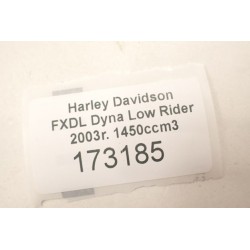 Harley Davidson
FXDL Dyna Low Rider
2003r. 1450ccm3
173185